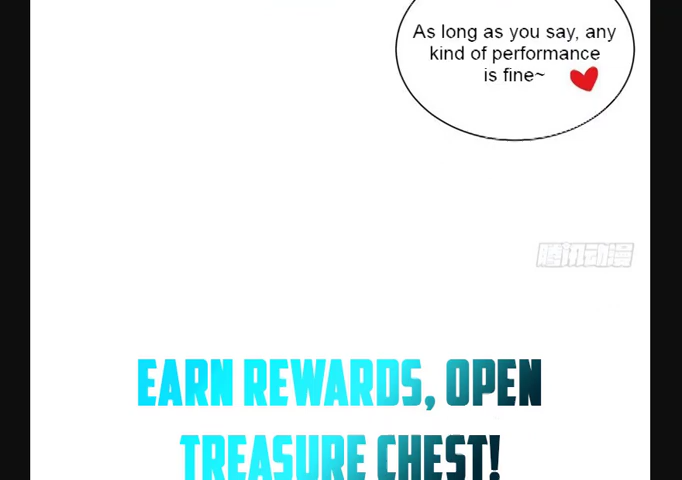 As long as you say, any
kind of performance
is fine~
腾讯动漫
EARN REWARDS, OPEN
TREASURE CHEST!